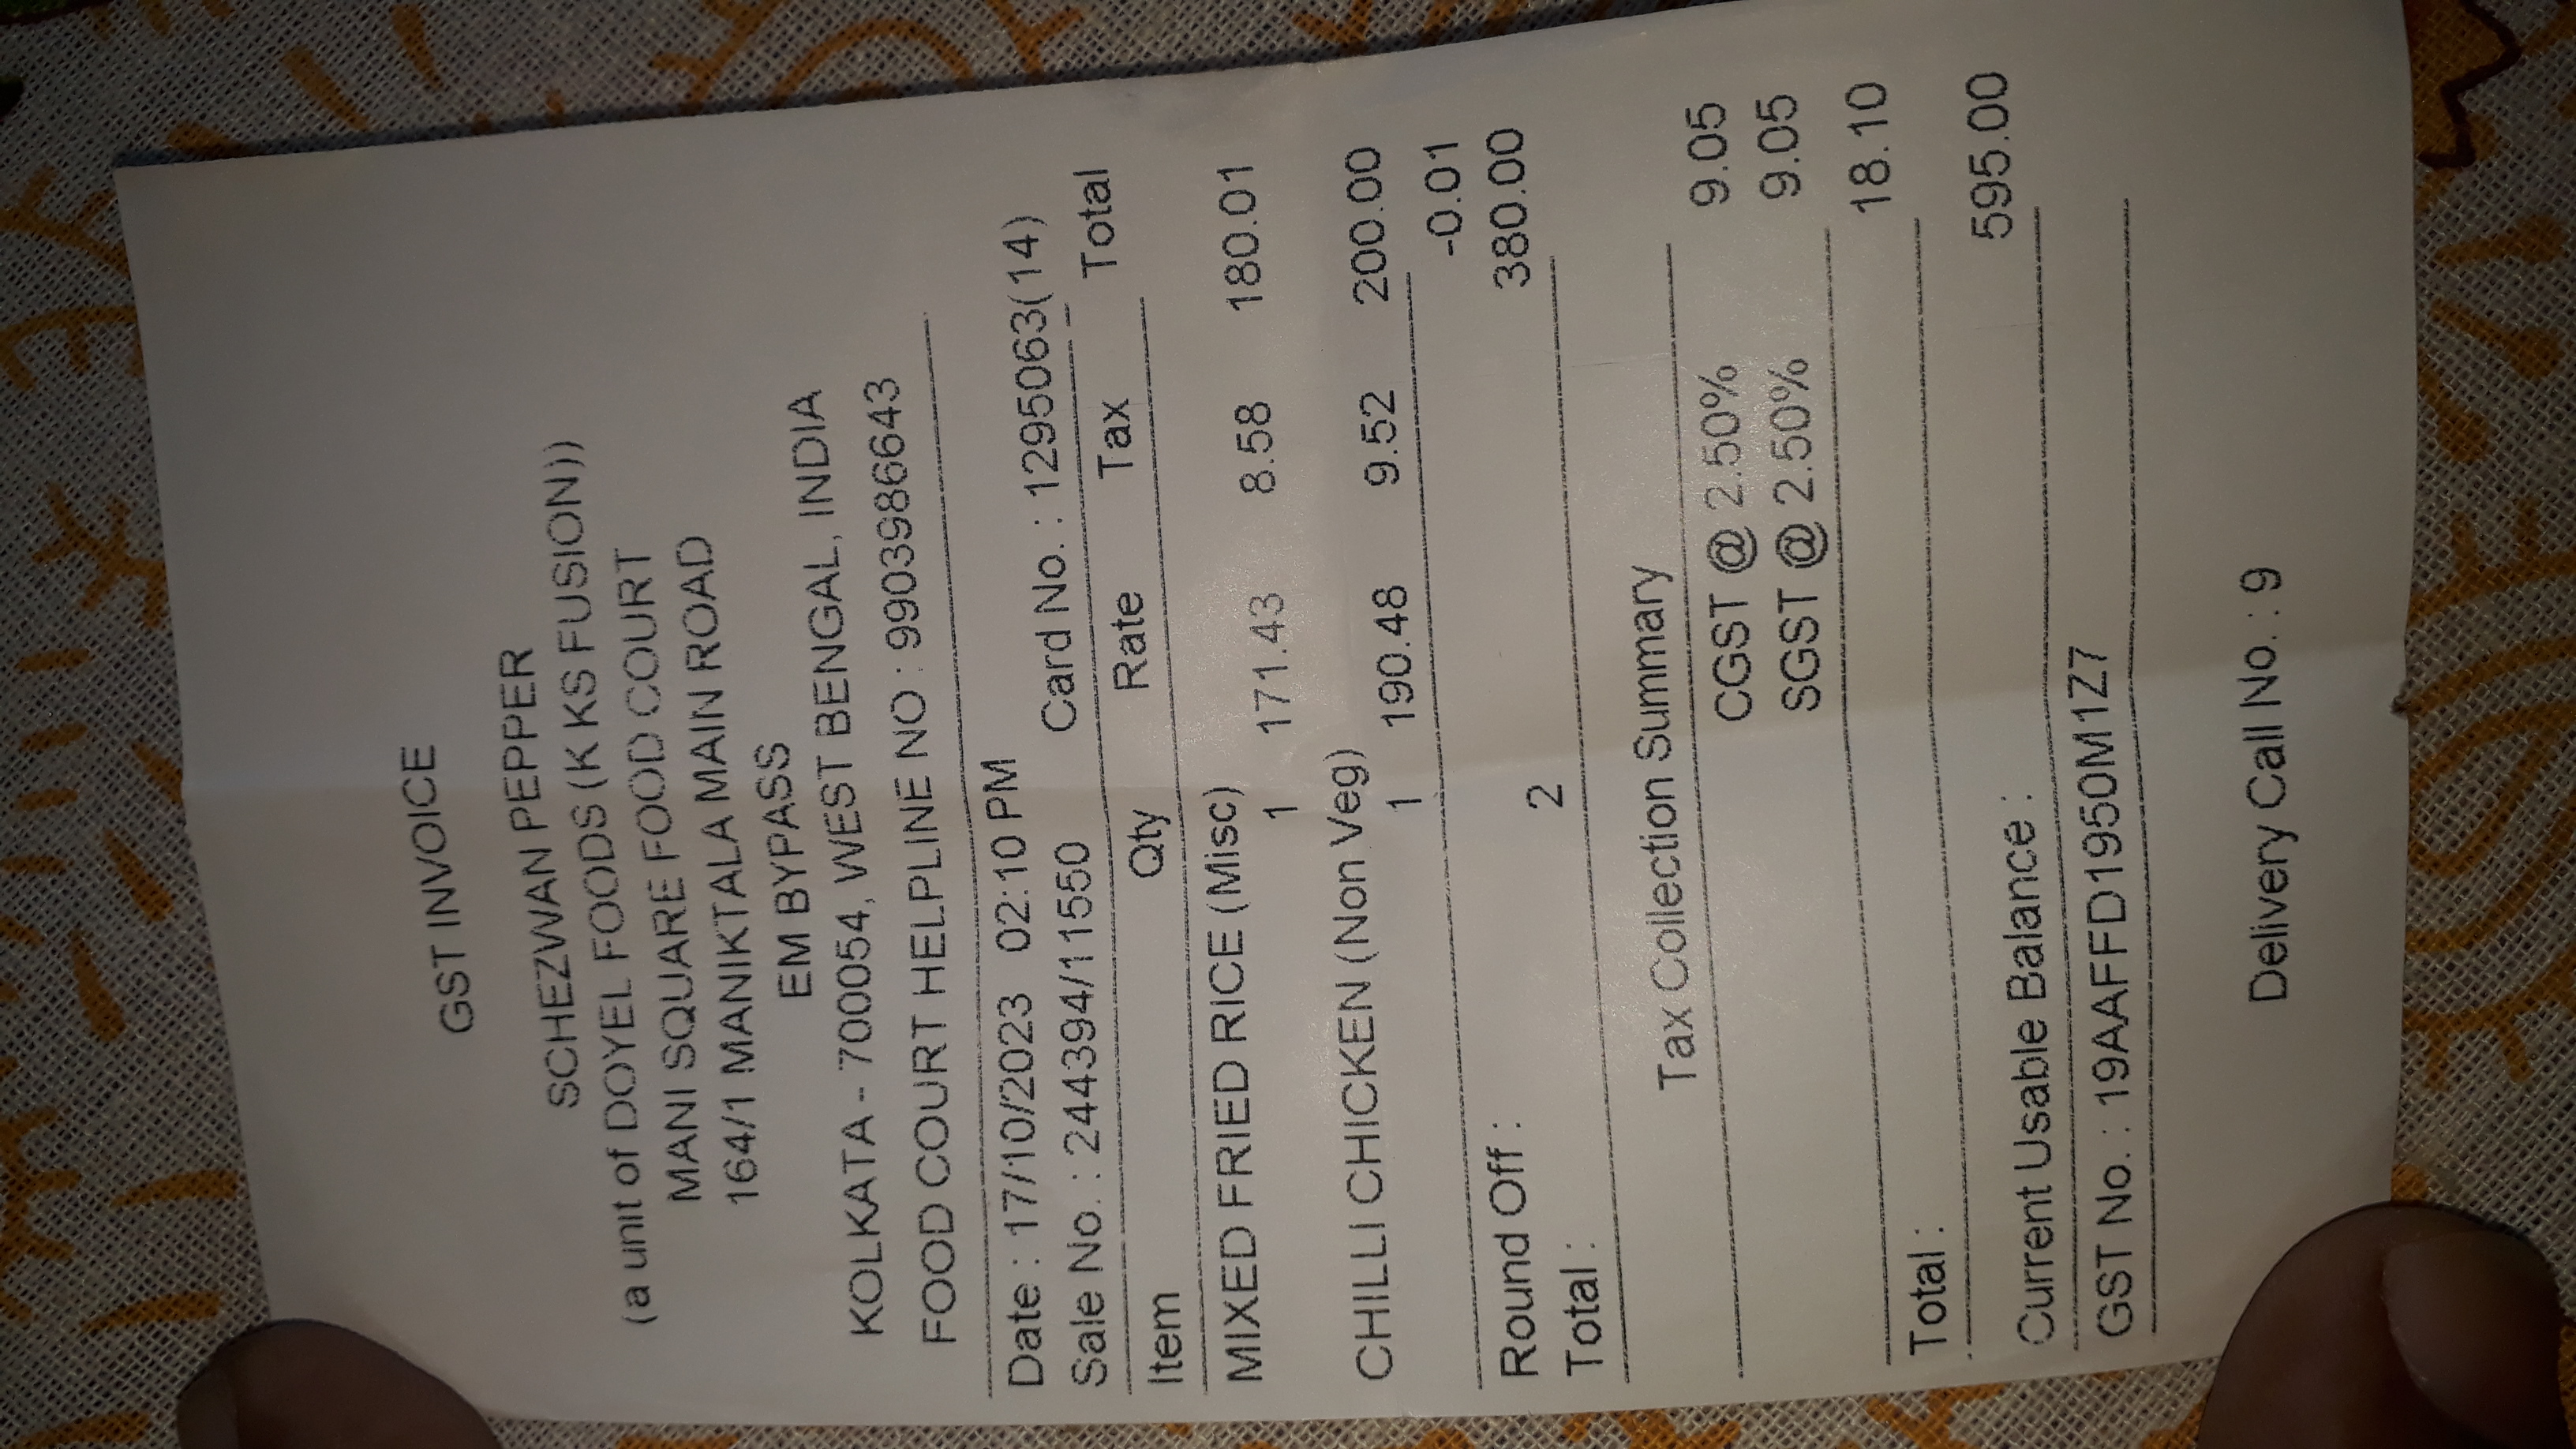 GST INVOICE
SCHEZWAN PEPPER
(a unit of DOYEL FOODS (K KS FUSION))
MANI SQUARE FOOD COURT
164/1 MANIKTALA MAIN ROAD
EM BYPASS
KOLKATA - 700054, WEST BENGAL, INDIA
FOOD COURT HELPLINE NO : 9903986643
Date : 17/10/2023 02:10 PM
Sale No. : 244394/11550 Card No. : 1295063(14)
Item Qty Rate Tax Total
MIXED FRIED RICE (Misc)
1 171.43 8.58 180.01
CHILLI CHICKEN (Non Veg)
1 190.48 9.52 200.00
Round Off : -0.01
Total : 2 380.00
Tax Collection Summary
CGST @ 2.50% 9.05
SGST @ 2.50% 9.05
Total : 18.10
Current Usable Balance : 595.00
GST No. : 19AAFFD1950M1Z7
Delivery Call No. : 9